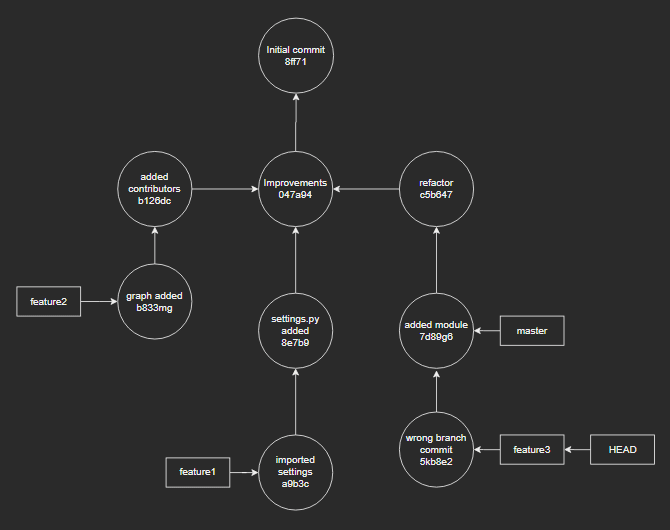 Initial commit
8ff71
added
contributors
b126dc
Improvements
047a94
refactor
c5b647
feature2
graph added
b833mg
settings.py
added
8e7b9
added module
7d89g6
master
feature1
imported
settings
a9b3c
wrong branch
commit
5kb8e2
feature3
HEAD